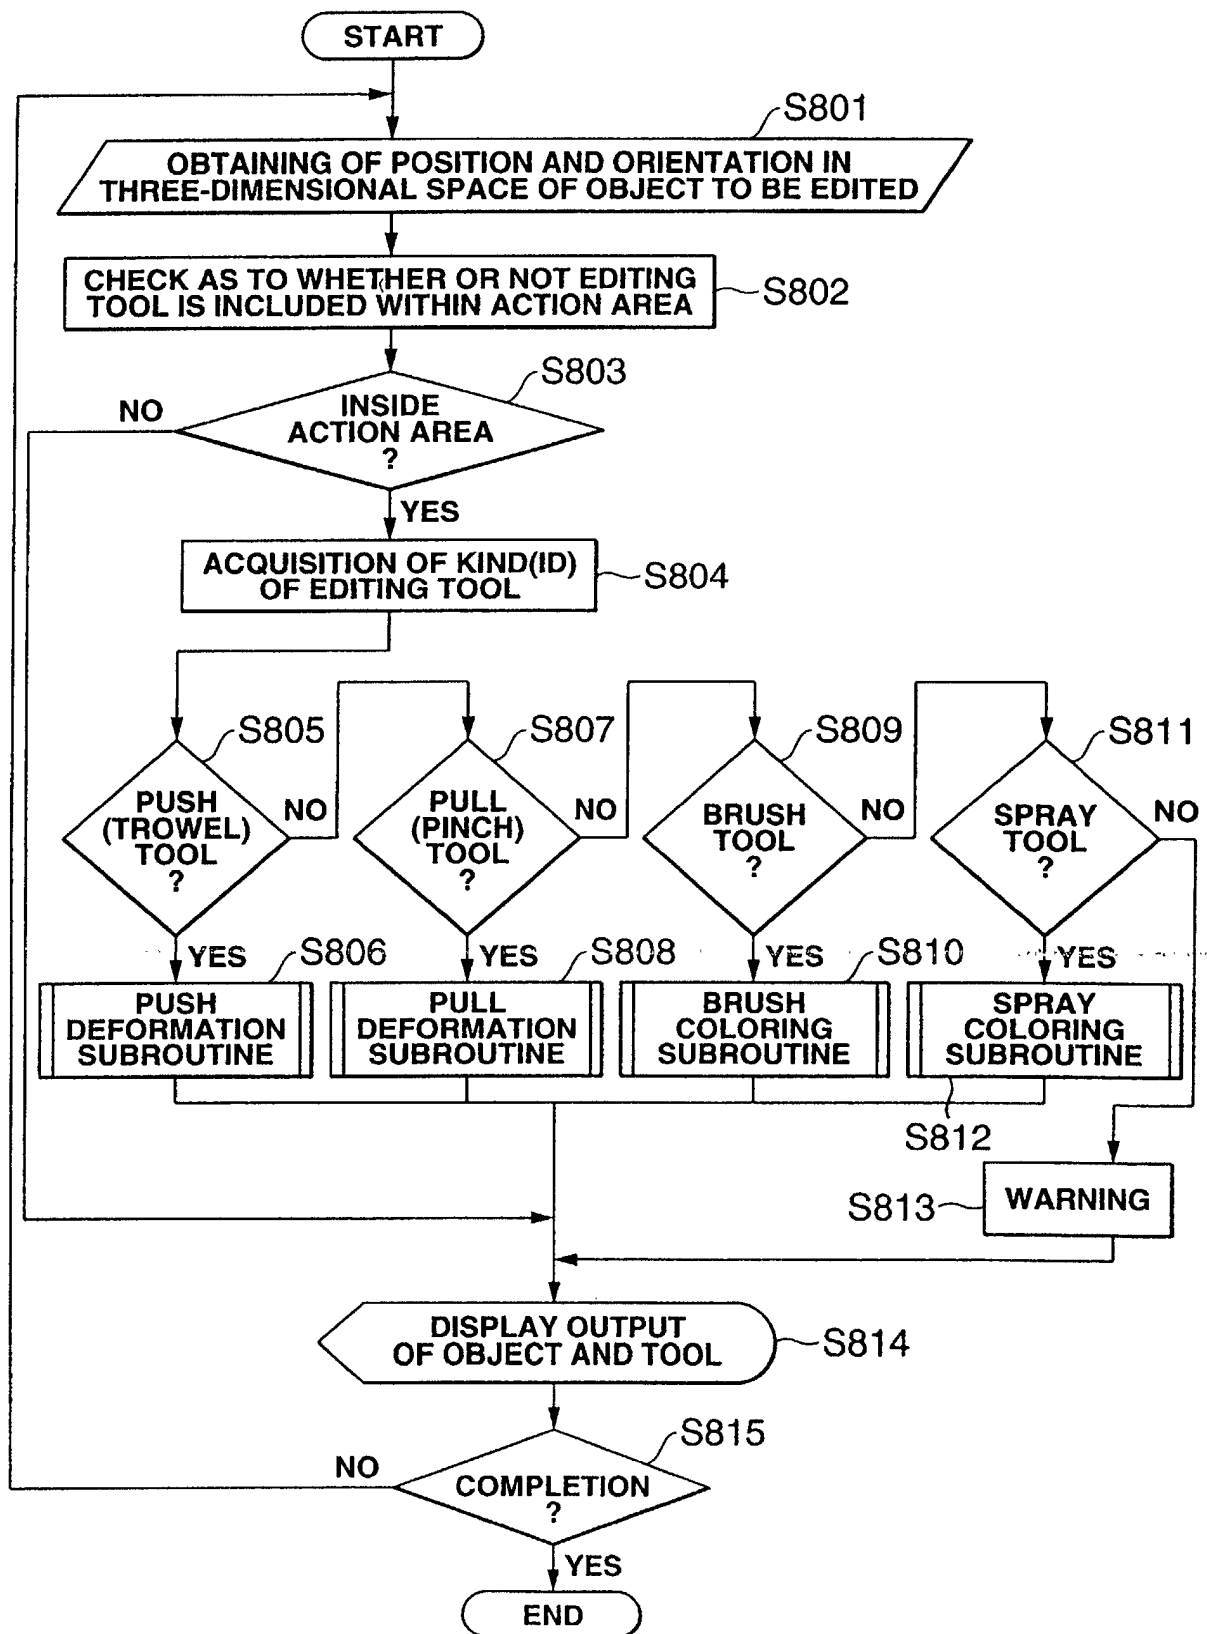 START
S801
OBTAINING OF POSITION AND ORIENTATION IN
THREE-DIMENSIONAL SPACE OF OBJECT TO BE EDITED
CHECK AS TO WHETHER OR NOT EDITING
TOOL IS INCLUDED WITHIN ACTION AREA
S802
S803
NO
INSIDE
ACTION AREA
?
YES
ACQUISITION OF KIND(ID)
OF EDITING TOOL
S804
S805
PUSH
(TROWEL)
TOOL
?
NO
YES
S807
PULL
(PINCH)
TOOL
?
NO
YES
S809
BRUSH
TOOL
?
NO
YES
S811
SPRAY
TOOL
?
NO
YES
S806
PUSH
DEFORMATION
SUBROUTINE
S808
PULL
DEFORMATION
SUBROUTINE
S810
BRUSH
COLORING
SUBROUTINE
SPRAY
COLORING
SUBROUTINE
S812
S813
WARNING
DISPLAY OUTPUT
OF OBJECT AND TOOL
S814
S815
NO
COMPLETION
?
YES
END